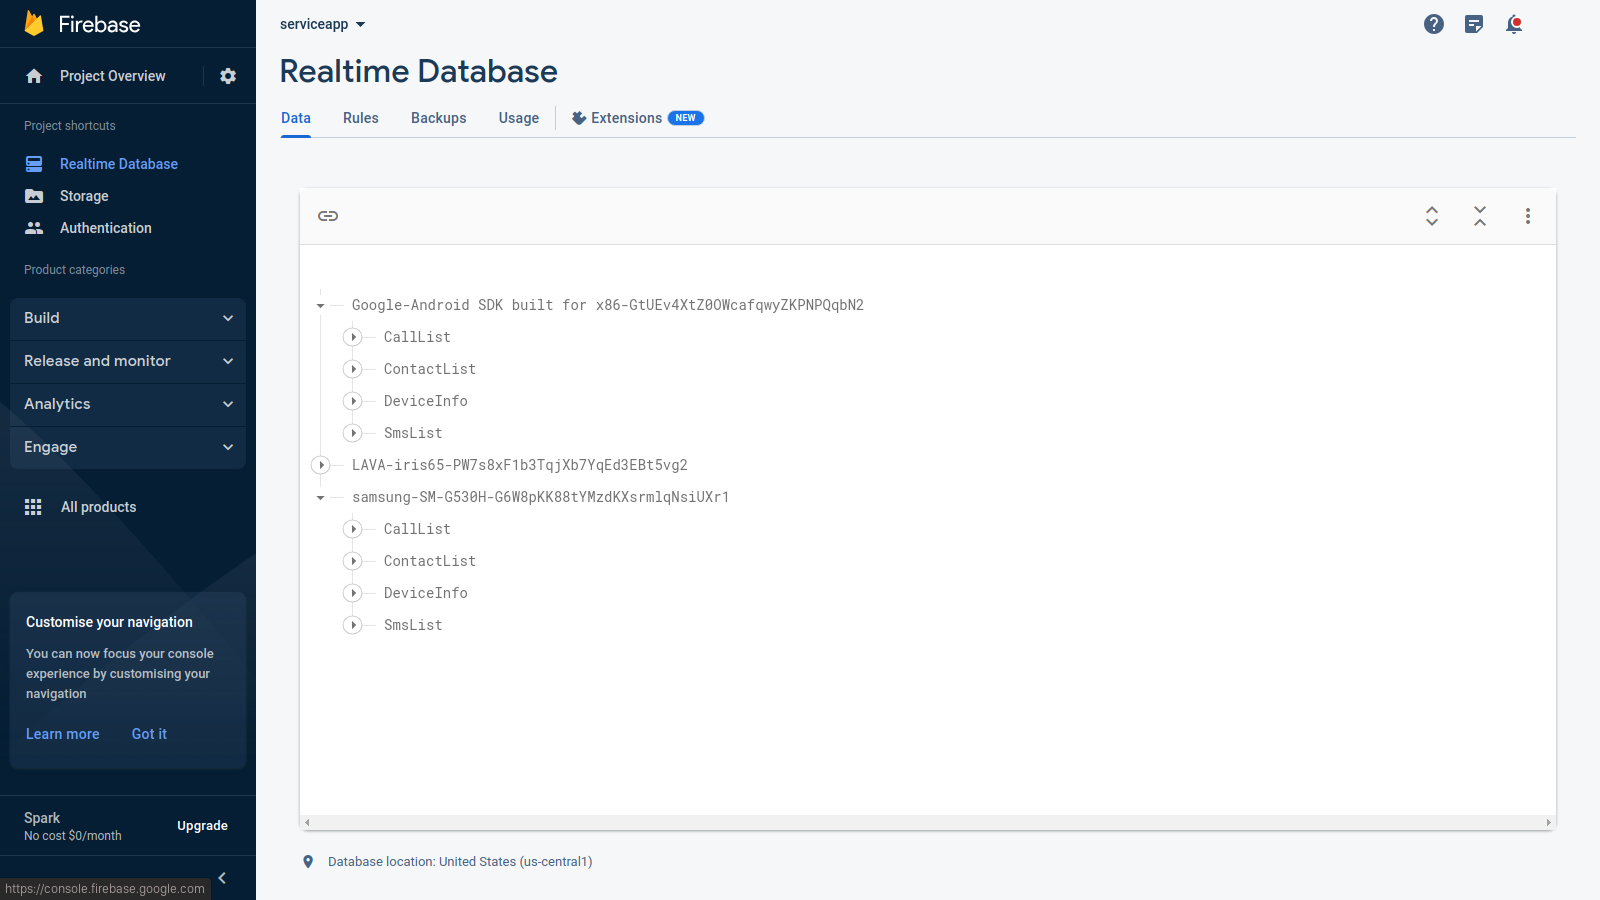 Firebase
Project Overview
Project shortcuts
Realtime Database
Storage
Authentication
Product categories
Build
Release and monitor
Analytics
Engage
All products
Customise your navigation
You can now focus your console
experience by customising your
navigation
Learn more Got it
Spark
No cost $0/month
Upgrade
https://console.firebase.google.com
serviceapp
Realtime Database
Data Rules Backups Usage Extensions NEW
Google-Android SDK built for x86-GtUEv4XtZ0OWcafqwyZKPNPQqbN2
CallList
ContactList
DeviceInfo
SmsList
LAVA-iris65-PW7s8xF1b3TqjXb7YqEd3EBt5vg2
samsung-SM-G530H-G6W8pKK88tYMzdKXsrmlqNsiUXr1
CallList
ContactList
DeviceInfo
SmsList
Database location: United States (us-central1)